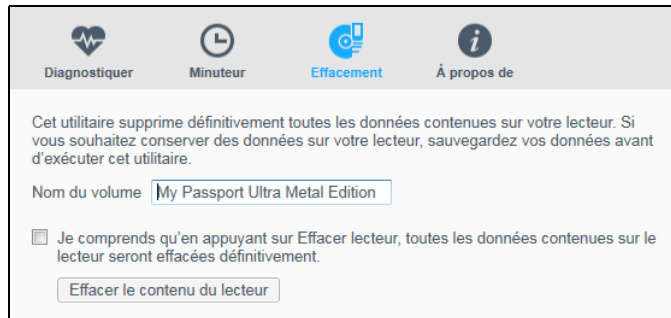 Diagnostiquer Minuteur Effacement À propos de
Cet utilitaire supprime définitivement toutes les données contenues sur votre lecteur. Si
vous souhaitez conserver des données sur votre lecteur, sauvegardez vos données avant
d'exécuter cet utilitaire.
Nom du volume My Passport Ultra Metal Edition
Je comprends qu'en appuyant sur Effacer lecteur, toutes les données contenues sur le
lecteur seront effacées définitivement.
Effacer le contenu du lecteur